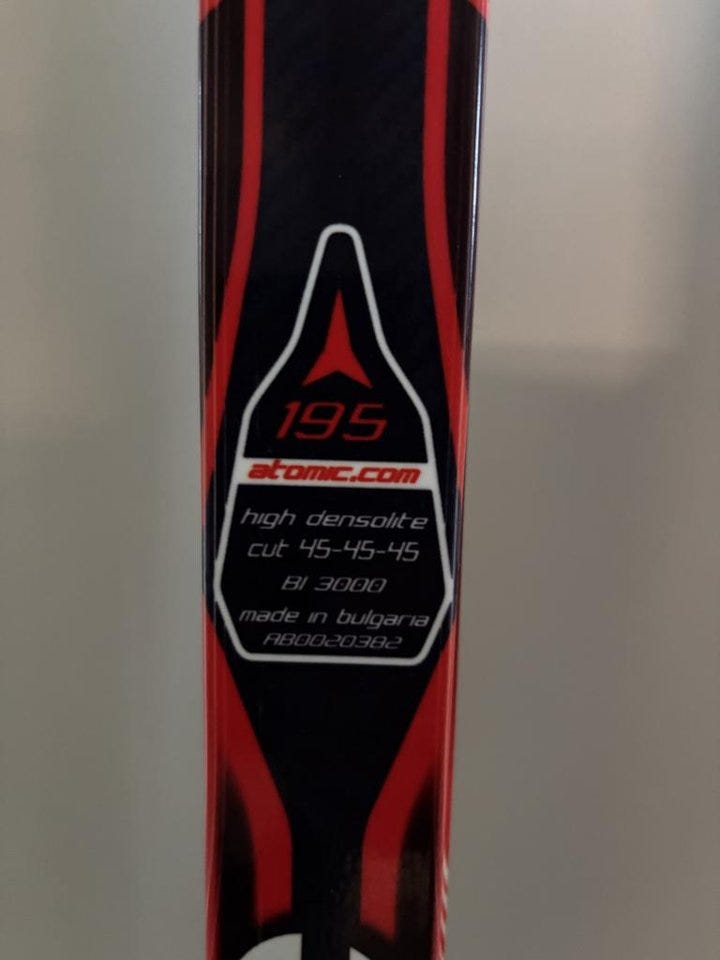 195
atomic.com
high densolite
cut 45-45-45
BI 3000
made in bulgaria
AB0020382